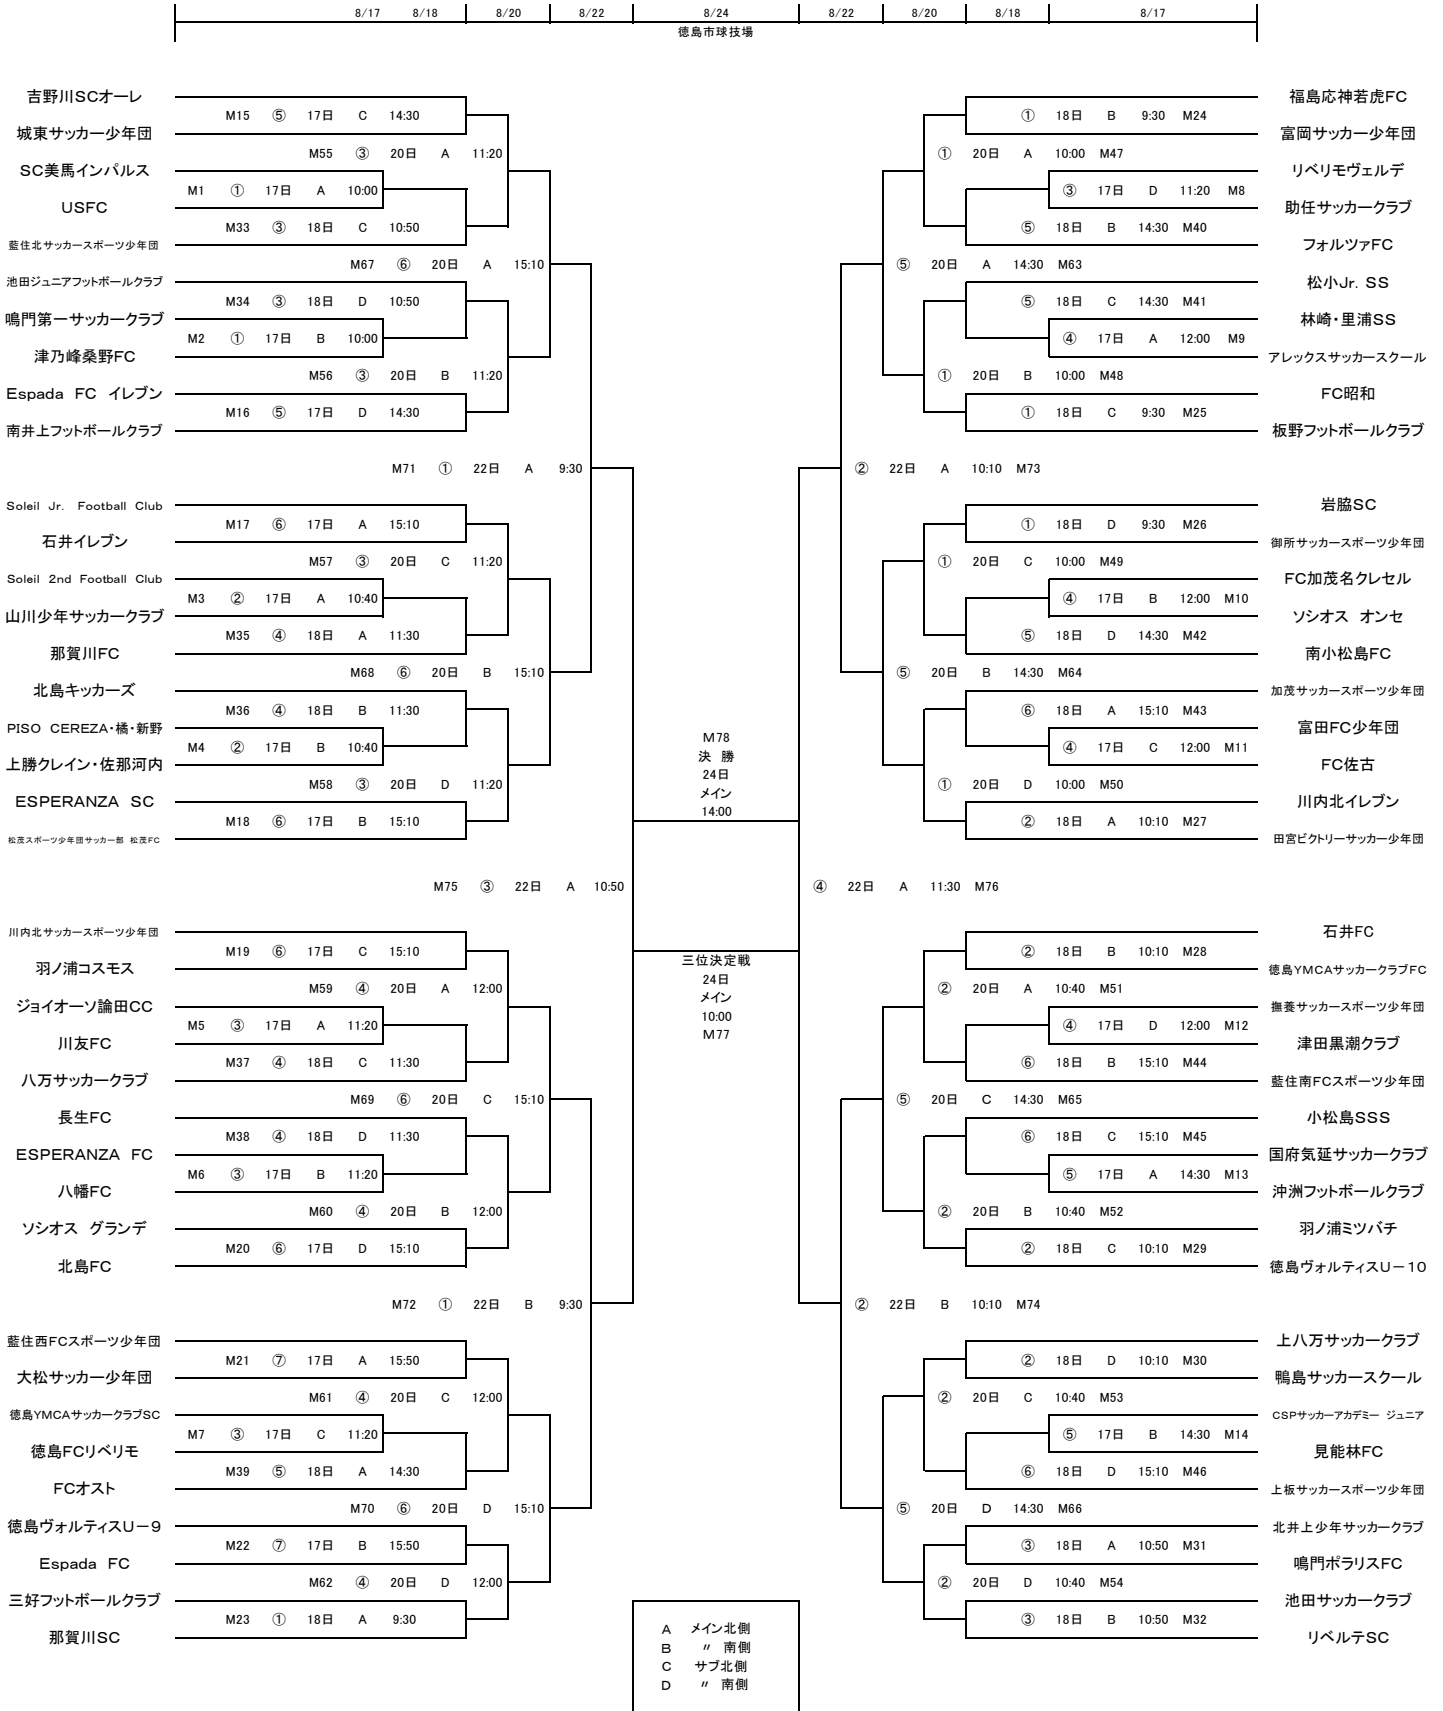 8/17 8/18 8/20 8/22 8/24 8/22 8/20 8/18 8/17
徳島市球技場
吉野川SCオーレ
M15 ⑤ 17日 C 14:30
城東サッカー少年団
M55 ③ 20日 A 11:20
SC美馬インパルス
M1 ① 17日 A 10:00
USFC
M33 ③ 18日 C 10:50
藍住北サッカースポーツ少年団
M67 ⑥ 20日 A 15:10
池田ジュニアフットボールクラブ
M34 ③ 18日 D 10:50
鳴門第一サッカークラブ
M2 ① 17日 B 10:00
津乃峰桑野FC
M56 ③ 20日 B 11:20
Espada FC イレブン
M16 ⑤ 17日 D 14:30
南井上フットボールクラブ
M71 ① 22日 A 9:30
Soleil Jr. Football Club
M17 ⑥ 17日 A 15:10
石井イレブン
M57 ③ 20日 C 11:20
Soleil 2nd Football Club
M3 ② 17日 A 10:40
山川少年サッカークラブ
M35 ④ 18日 A 11:30
那賀川FC
M68 ⑥ 20日 B 15:10
北島キッカーズ
M36 ④ 18日 B 11:30
PISO CEREZA・橘・新野
M4 ② 17日 B 10:40
上勝クレイン・佐那河内
M58 ③ 20日 D 11:20
ESPERANZA SC
M18 ⑥ 17日 B 15:10
松茂スポーツ少年団サッカー部 松茂FC
M75 ③ 22日 A 10:50
川内北サッカースポーツ少年団
M19 ⑥ 17日 C 15:10
羽ノ浦コスモス
M59 ④ 20日 A 12:00
ジョイオーソ論田CC
M5 ③ 17日 A 11:20
川友FC
M37 ④ 18日 C 11:30
八万サッカークラブ
M69 ⑥ 20日 C 15:10
長生FC
M38 ④ 18日 D 11:30
ESPERANZA FC
M6 ③ 17日 B 11:20
八幡FC
M60 ④ 20日 B 12:00
ソシオス グランデ
M20 ⑥ 17日 D 15:10
北島FC
M72 ① 22日 B 9:30
藍住西FCスポーツ少年団
M21 ⑦ 17日 A 15:50
大松サッカー少年団
M61 ④ 20日 C 12:00
徳島YMCAサッカークラブSC
M7 ③ 17日 C 11:20
徳島FCリベリモ
M39 ⑤ 18日 A 14:30
FCオスト
M70 ⑥ 20日 D 15:10
徳島ヴォルティスU-9
M22 ⑦ 17日 B 15:50
Espada FC
M62 ④ 20日 D 12:00
三好フットボールクラブ
M23 ① 18日 A 9:30
那賀川SC
M78
決 勝
24日
メイン
14:00
三位決定戦
24日
メイン
10:00
M77
A メイン北側
B 〃 南側
C サブ北側
D 〃 南側
福島応神若虎FC
① 18日 B 9:30 M24
富岡サッカー少年団
① 20日 A 10:00 M47
リベリモヴェルデ
③ 17日 D 11:20 M8
助任サッカークラブ
⑤ 18日 B 14:30 M40
フォルツァFC
⑤ 20日 A 14:30 M63
松小Jr. SS
⑤ 18日 C 14:30 M41
林崎・里浦SS
④ 17日 A 12:00 M9
アレックスサッカースクール
① 20日 B 10:00 M48
FC昭和
① 18日 C 9:30 M25
板野フットボールクラブ
② 22日 A 10:10 M73
岩脇SC
① 18日 D 9:30 M26
御所サッカースポーツ少年団
① 20日 C 10:00 M49
FC加茂名クレセル
④ 17日 B 12:00 M10
ソシオス オンセ
⑤ 18日 D 14:30 M42
南小松島FC
⑤ 20日 B 14:30 M64
加茂サッカースポーツ少年団
⑥ 18日 A 15:10 M43
富田FC少年団
④ 17日 C 12:00 M11
FC佐古
① 20日 D 10:00 M50
川内北イレブン
② 18日 A 10:10 M27
田宮ビクトリーサッカー少年団
④ 22日 A 11:30 M76
石井FC
② 18日 B 10:10 M28
徳島YMCAサッカークラブFC
② 20日 A 10:40 M51
撫養サッカースポーツ少年団
④ 17日 D 12:00 M12
津田黒潮クラブ
⑥ 18日 B 15:10 M44
藍住南FCスポーツ少年団
⑤ 20日 C 14:30 M65
小松島SSS
⑥ 18日 C 15:10 M45
国府気延サッカークラブ
⑤ 17日 A 14:30 M13
沖洲フットボールクラブ
② 20日 B 10:40 M52
羽ノ浦ミツバチ
② 18日 C 10:10 M29
徳島ヴォルティスU-10
② 22日 B 10:10 M74
上八万サッカークラブ
② 18日 D 10:10 M30
鴨島サッカースクール
② 20日 C 10:40 M53
CSPサッカーアカデミー ジュニア
⑤ 17日 B 14:30 M14
見能林FC
⑥ 18日 D 15:10 M46
上板サッカースポーツ少年団
⑤ 20日 D 14:30 M66
北井上少年サッカークラブ
③ 18日 A 10:50 M31
鳴門ポラリスFC
② 20日 D 10:40 M54
池田サッカークラブ
③ 18日 B 10:50 M32
リベルテSC